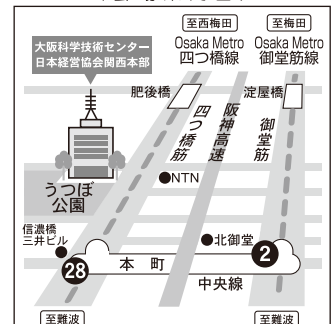 至西梅田
至梅田
Osaka Metro
四つ橋線
Osaka Metro
御堂筋線
大阪科学技術センター
日本経営協会関西本部
肥後橋
淀屋橋
四つ橋筋
阪神高速
御堂筋
●NTN
うつぼ
公園
信濃橋
三井ビル
●北御堂
2
28
本町
中央線
至難波
至難波